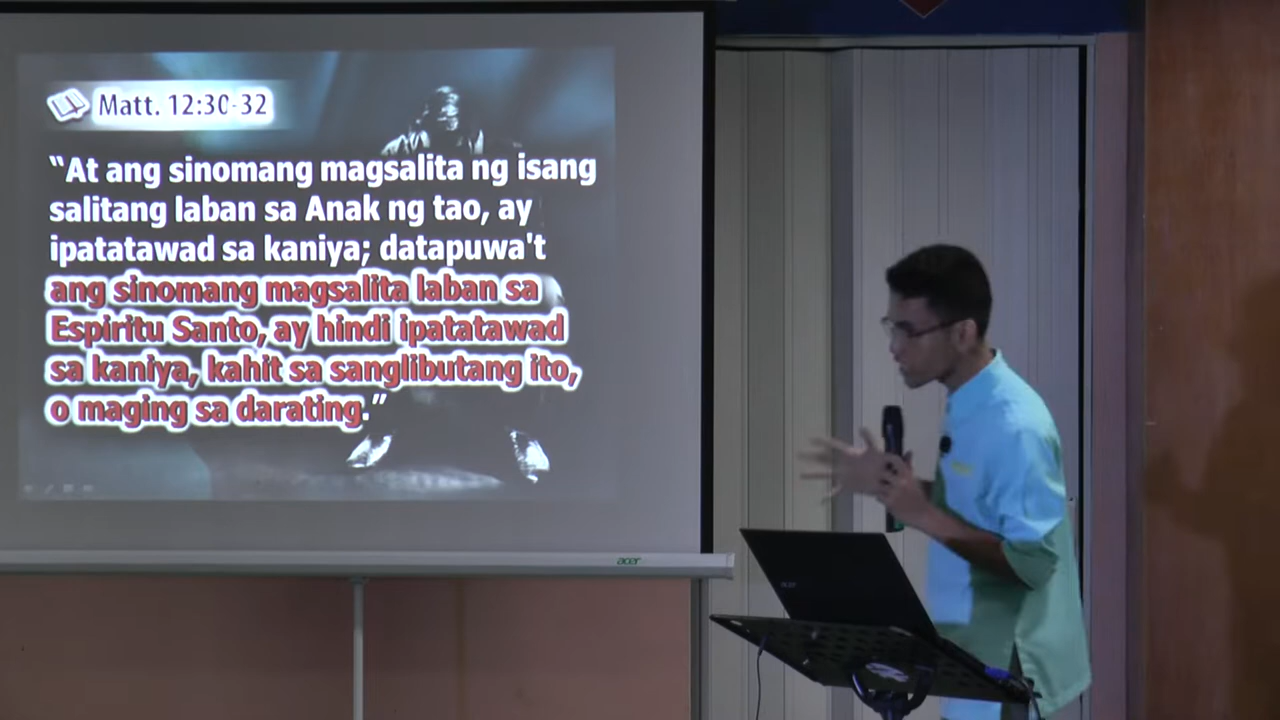 Matt. 12:30-32
“At ang sinomang magsalita ng isang
salitang laban sa Anak ng tao, ay
ipatatawad sa kaniya; datapuwa't
ang sinomang magsalita laban sa
Espiritu Santo, ay hindi ipatatawad
sa kaniya, kahit sa sanglibutang ito,
o maging sa darating.”
acer
acer